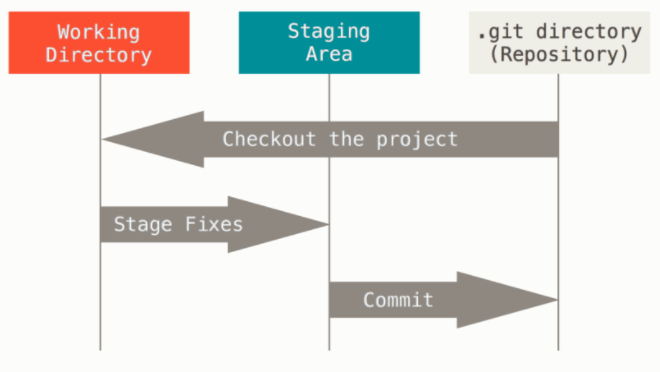 Working
Directory
Staging
Area
.git directory
(Repository)
Checkout the project
Stage Fixes
Commit